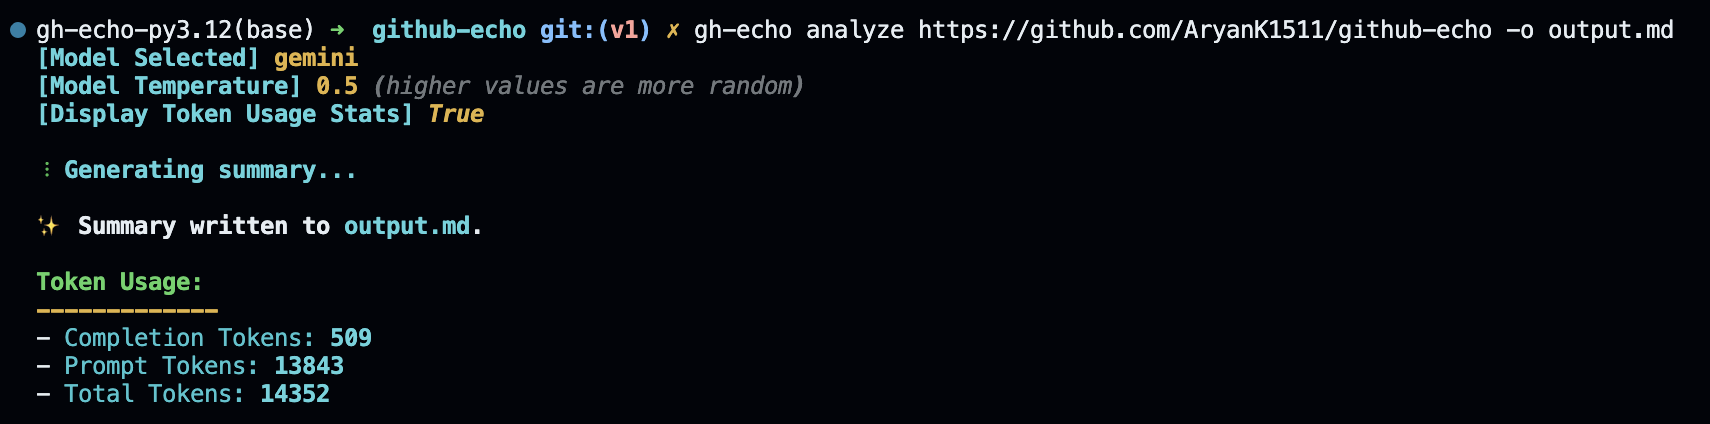 gh-echo-py3.12(base) ➜ github-echo git:(v1) ✗ gh-echo analyze https://github.com/AryanK1511/github-echo -o output.md
[Model Selected] gemini
[Model Temperature] 0.5 (higher values are more random)
[Display Token Usage Stats] True
⁝ Generating summary...
✨ Summary written to output.md.
Token Usage:
-------------
- Completion Tokens: 509
- Prompt Tokens: 13843
- Total Tokens: 14352